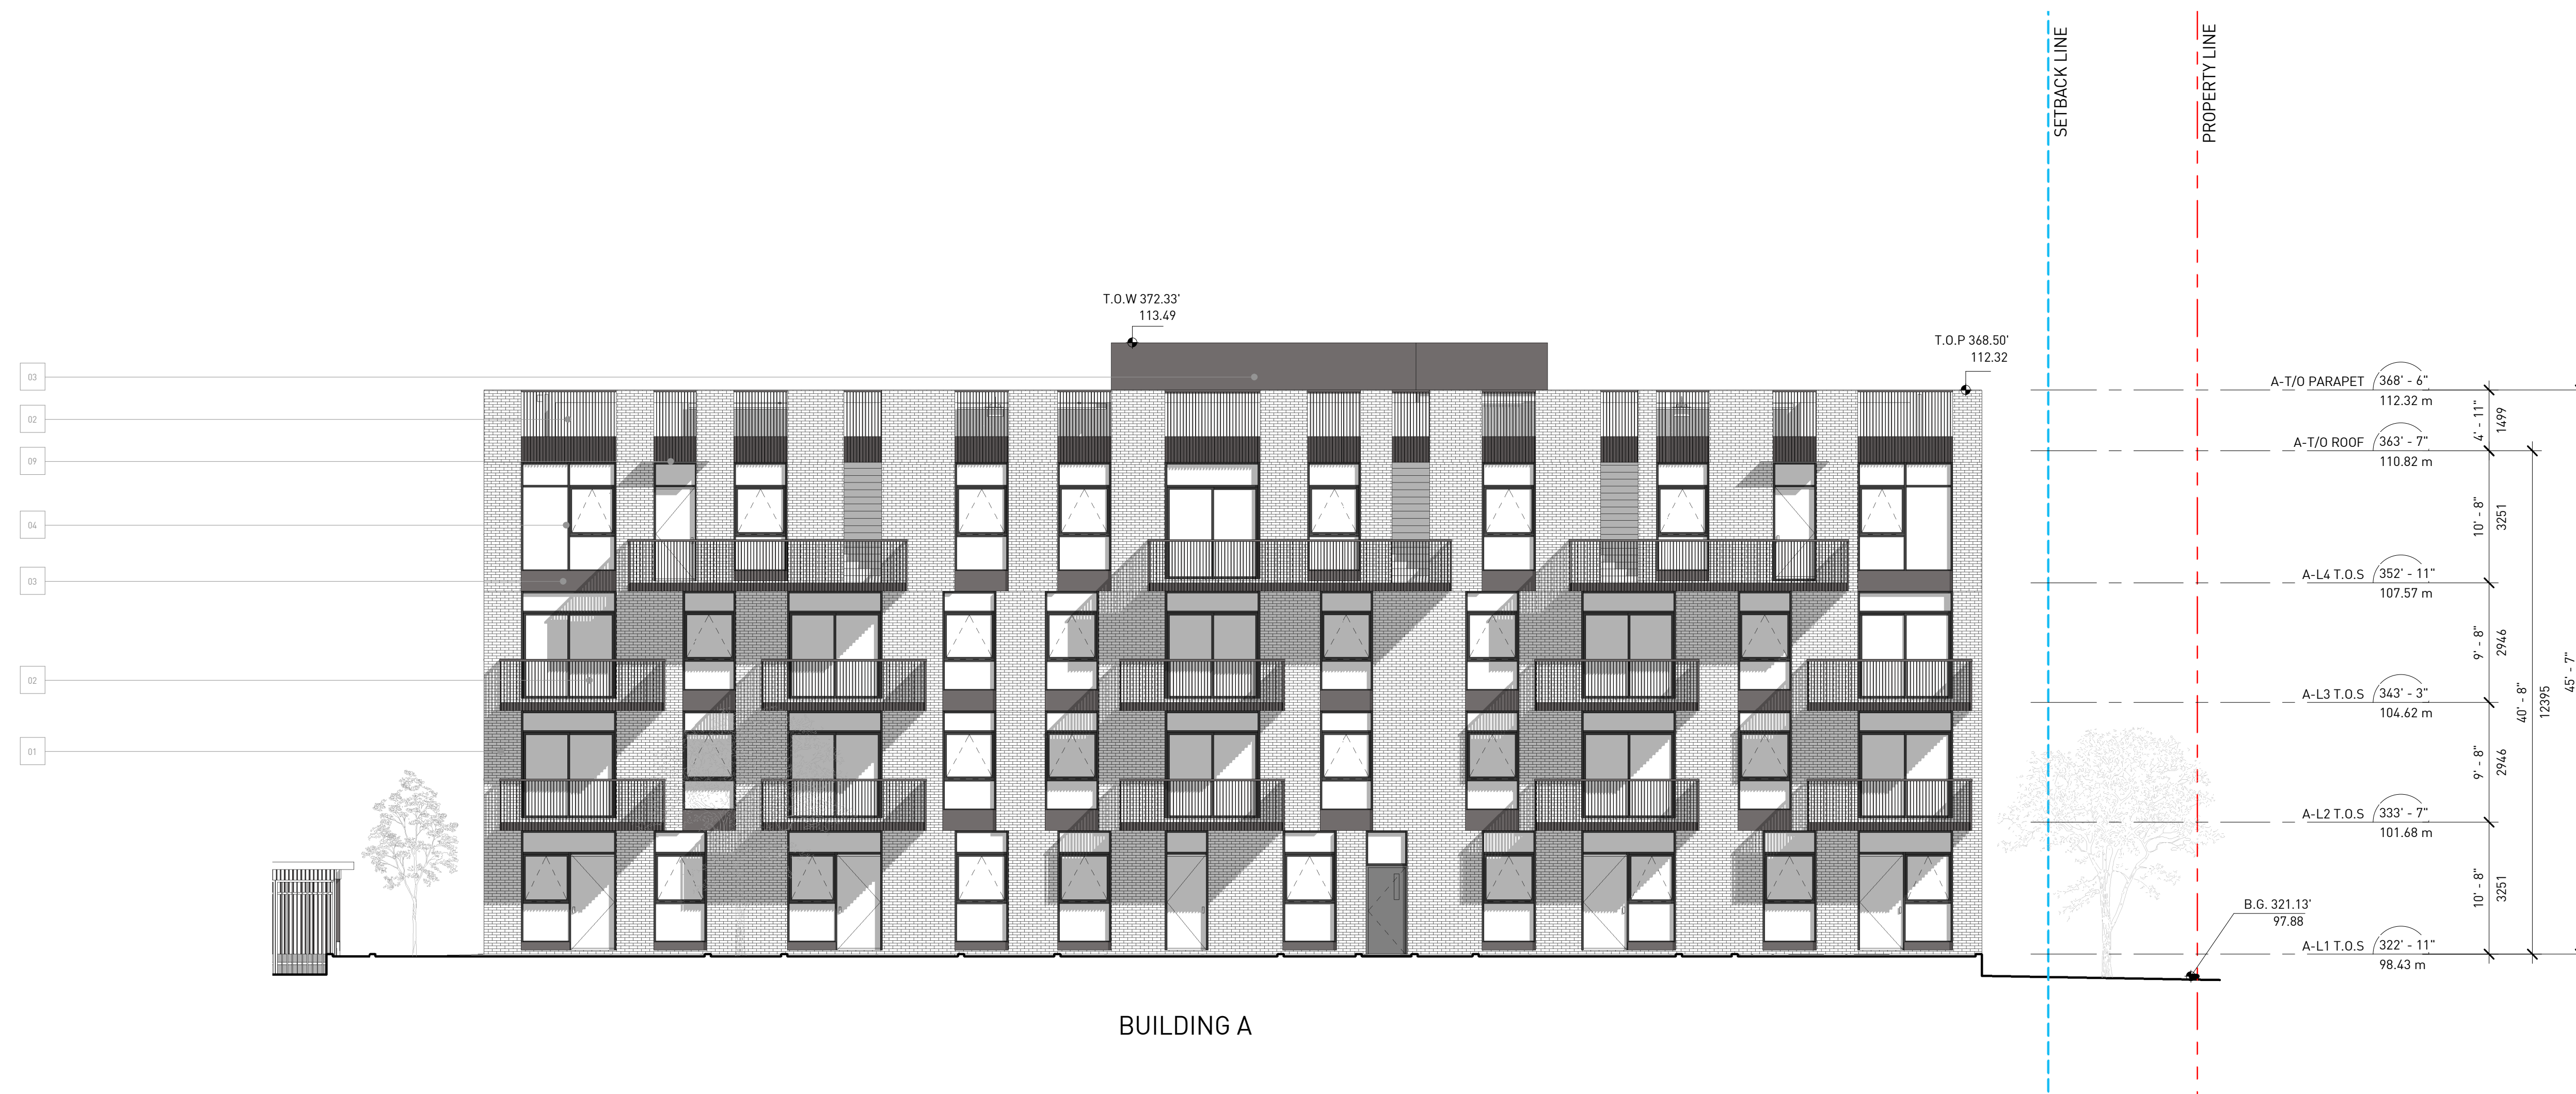 SETBACK LINE
PROPERTY LINE
T.O.W 372.33'
113.49
T.O.P 368.50'
112.32
03
02
09
04
03
02
01
A-T/O PARAPET 368' - 6"
112.32 m
4' - 11"
1499
A-T/O ROOF 363' - 7"
110.82 m
10' - 8"
3251
A-L4 T.O.S 352' - 11"
107.57 m
9' - 8"
2946
A-L3 T.O.S 343' - 3"
104.62 m
40' - 8"
12395
45' - 7"
9' - 8"
2946
A-L2 T.O.S 333' - 7"
101.68 m
10' - 8"
3251
B.G. 321.13'
97.88
A-L1 T.O.S 322' - 11"
98.43 m
BUILDING A